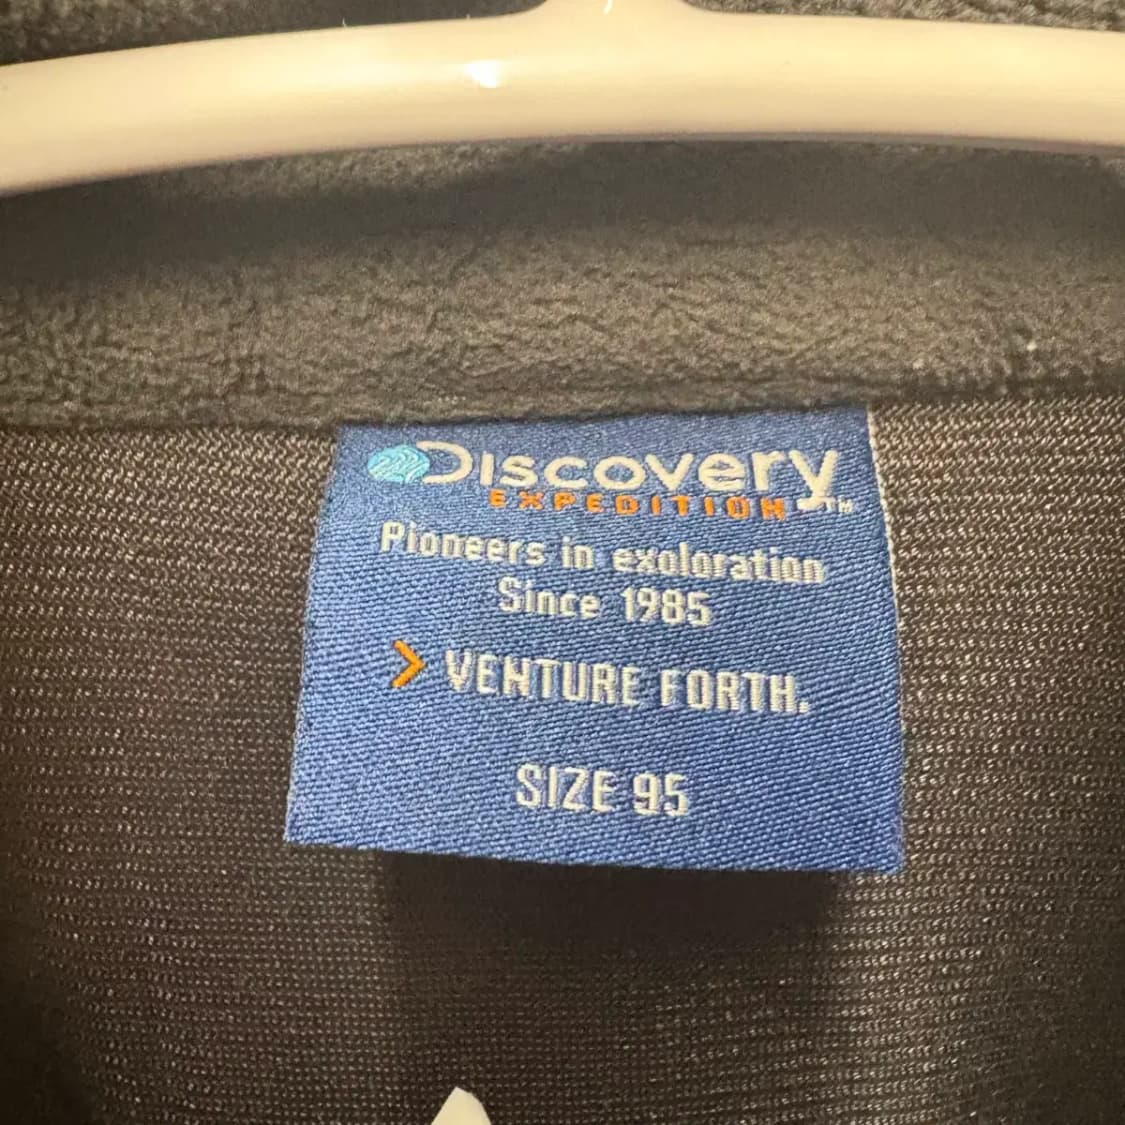 Discovery
EXPEDITION™
Pioneers in exoloration
Since 1985
> VENTURE FORTH.
SIZE 95